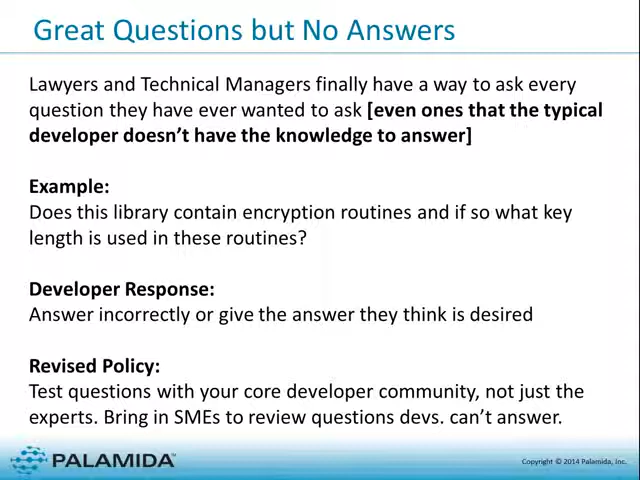 Great Questions but No Answers
Lawyers and Technical Managers finally have a way to ask every
question they have ever wanted to ask [even ones that the typical
developer doesn’t have the knowledge to answer]
Example:
Does this library contain encryption routines and if so what key
length is used in these routines?
Developer Response:
Answer incorrectly or give the answer they think is desired
Revised Policy:
Test questions with your core developer community, not just the
experts. Bring in SMEs to review questions devs. can’t answer.
PALAMIDA™
Copyright © 2014 Palamida, Inc.